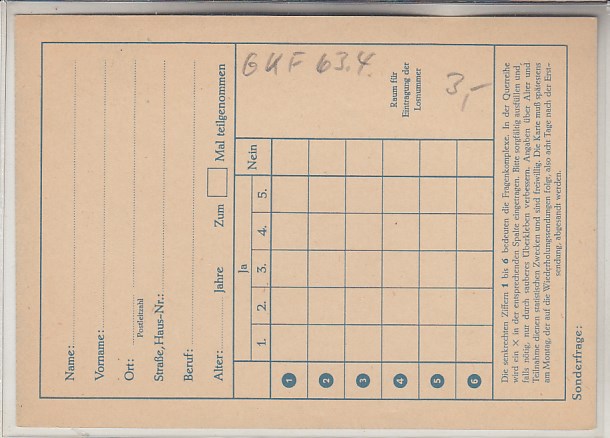 Name:
Vorname:
Ort:
Postleitzahl
Straße, Haus-Nr.:
Beruf:
Alter: Jahre Zum Mal teilgenommen
GKF 63.4.
Raum für
Eintragung der
Losnummer
3,-
Ja Nein
1. 2. 3. 4. 5.
1
2
3
4
5
6
Die senkrechten Ziffern 1 bis 6 bedeuten die Fragenkomplexe. In der Querreihe
wird ein × in der entsprechenden Spalte eingetragen. Bitte sorgfältig ausfüllen und,
falls nötig, nur durch sauberes Überkleben verbessern. Angaben über Alter und
Teilnahme dienen statistischen Zwecken und sind freiwillig. Die Karte muß spätestens
am Montag, der auf die Wiederholungssendungen folgt, also acht Tage nach der Erst-
sendung, abgesandt werden.
Sonderfrage: